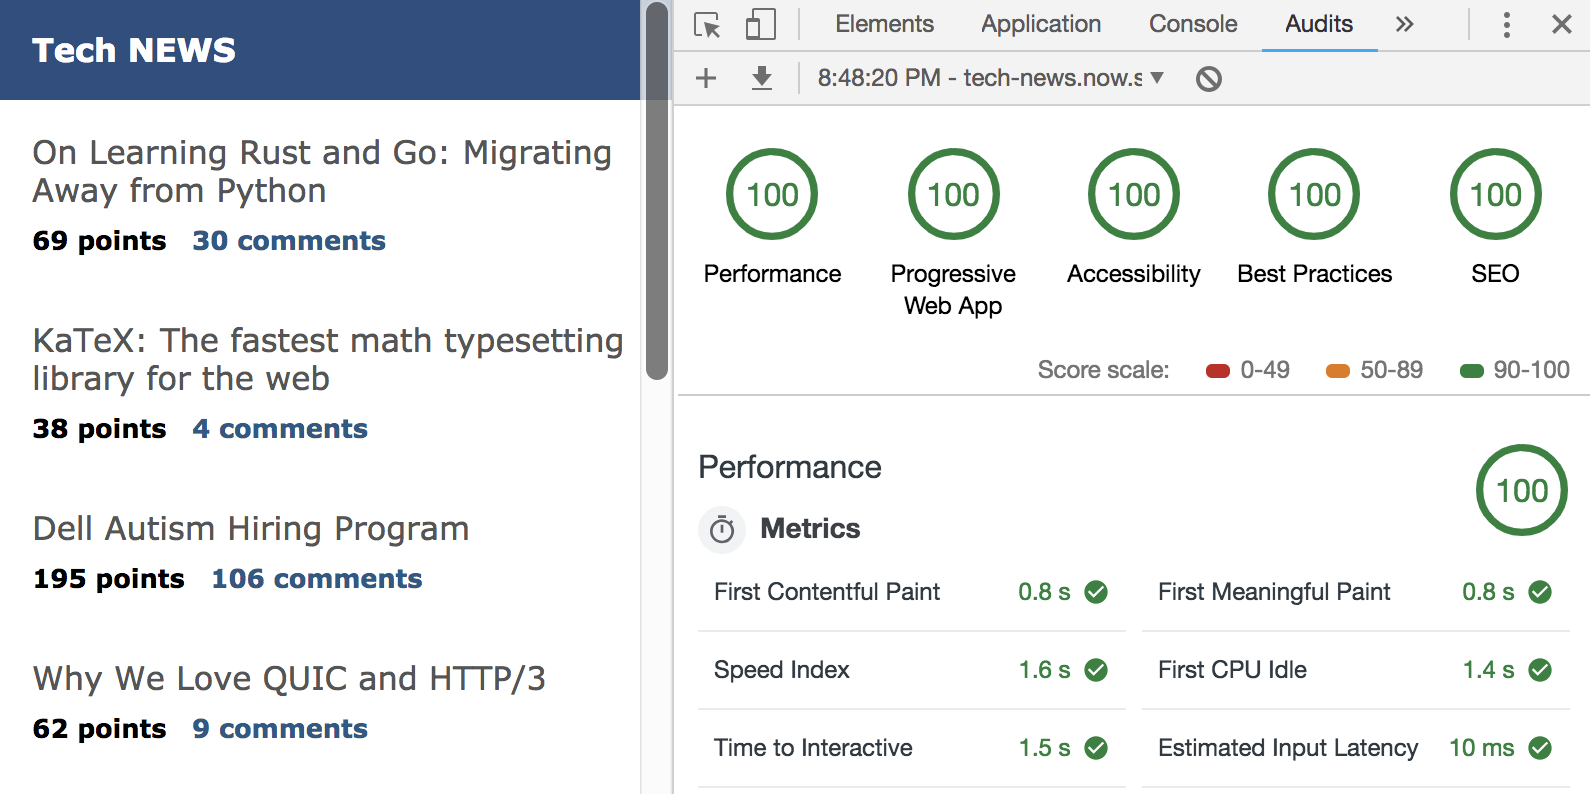 Tech NEWS
On Learning Rust and Go: Migrating
Away from Python
69 points 30 comments
KaTeX: The fastest math typesetting
library for the web
38 points 4 comments
Dell Autism Hiring Program
195 points 106 comments
Why We Love QUIC and HTTP/3
62 points 9 comments
Elements Application Console Audits »
8:48:20 PM - tech-news.now.s
100 100 100 100 100
Performance Progressive Accessibility Best Practices SEO
Web App
Score scale: 0-49 50-89 90-100
Performance 100
Metrics
First Contentful Paint 0.8 s First Meaningful Paint 0.8 s
Speed Index 1.6 s First CPU Idle 1.4 s
Time to Interactive 1.5 s Estimated Input Latency 10 ms